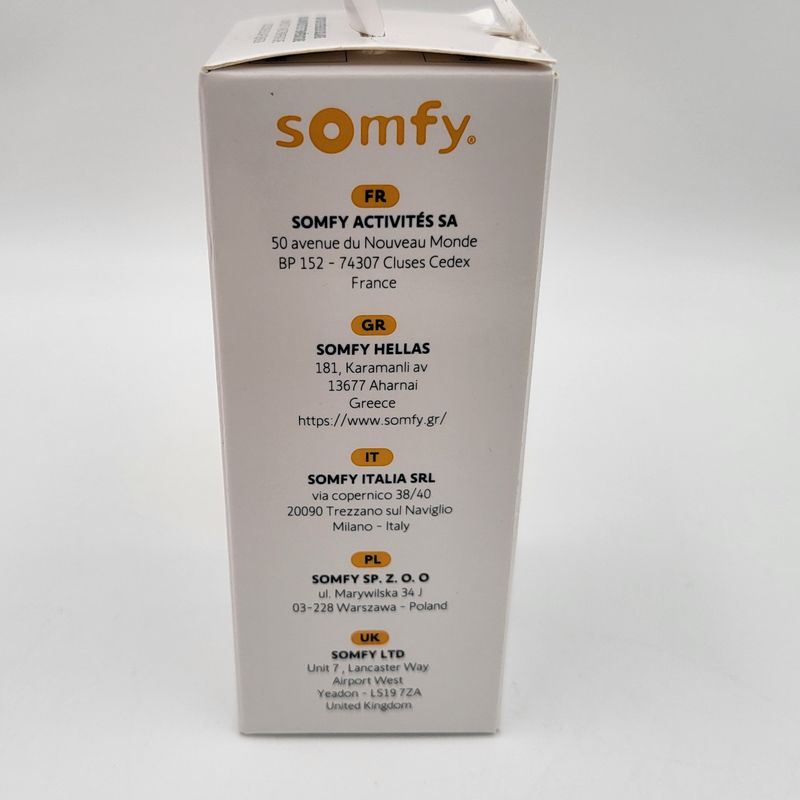 somfy®
FR
SOMFY ACTIVITÉS SA
50 avenue du Nouveau Monde
BP 152 - 74307 Cluses Cedex
France
GR
SOMFY HELLAS
181, Karamanli av
13677 Aharnai
Greece
https://www.somfy.gr/
IT
SOMFY ITALIA SRL
via copernico 38/40
20090 Trezzano sul Naviglio
Milano - Italy
PL
SOMFY SP. Z. O. O
ul. Marywilska 34 J
03-228 Warszawa - Poland
UK
SOMFY LTD
Unit 7 , Lancaster Way
Airport West
Yeadon - LS19 7ZA
United Kingdom